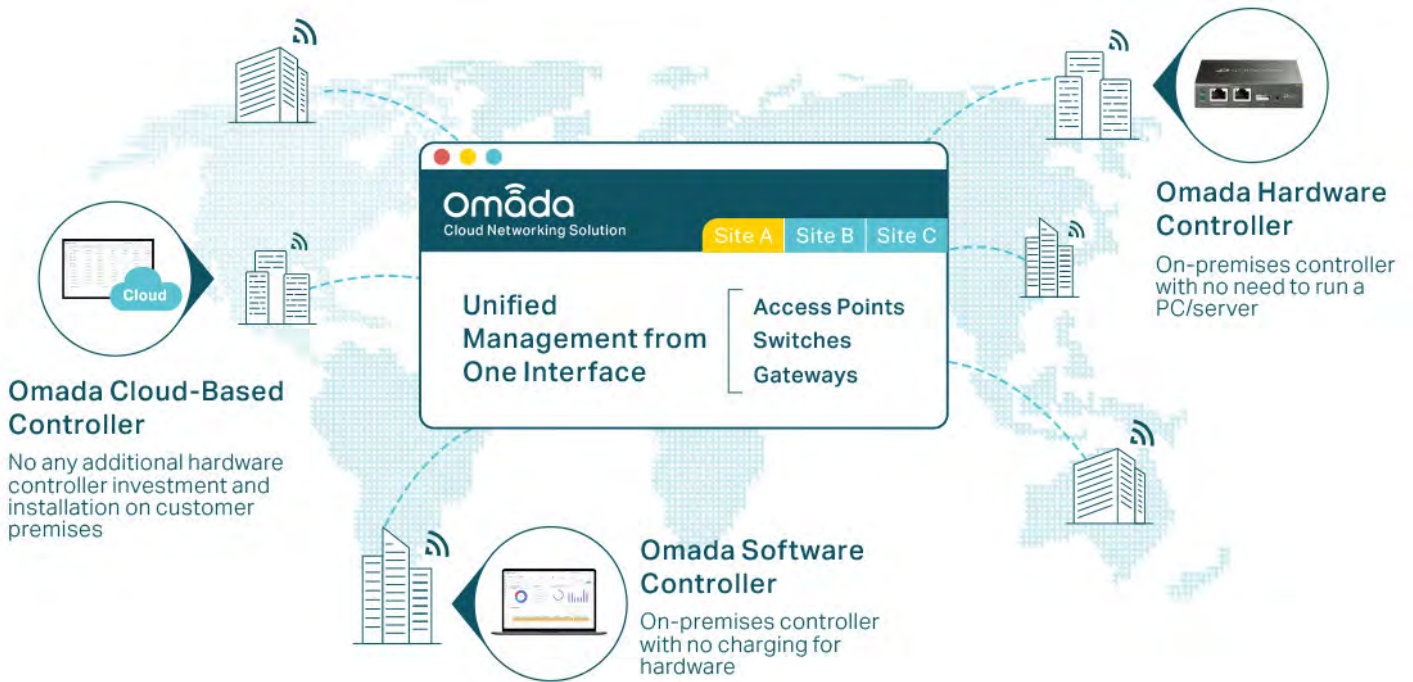 Omada
Cloud Networking Solution
Site A
Site B
Site C
Unified
Management from
One Interface
Access Points
Switches
Gateways
Omada Hardware
Controller
On-premises controller
with no need to run a
PC/server
Cloud
Omada Cloud-Based
Controller
No any additional hardware
controller investment and
installation on customer
premises
Omada Software
Controller
On-premises controller
with no charging for
hardware